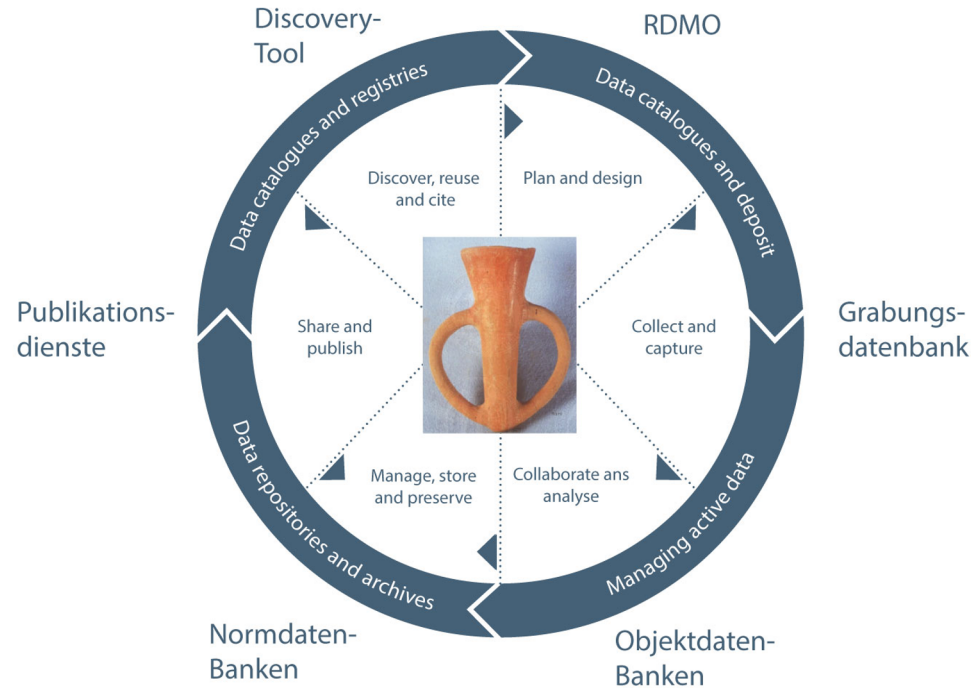 Discovery-
Tool
RDMO
Data catalogues and registries
Data catalogues and deposit
Discover, reuse
and cite
Plan and design
Publikations-
dienste
Share and
publish
Collect and
capture
Grabungs-
datenbank
Manage, store
and preserve
Collaborate ans
analyse
Data repositories and archives
Managing active data
Normdaten-
Banken
Objektdaten-
Banken